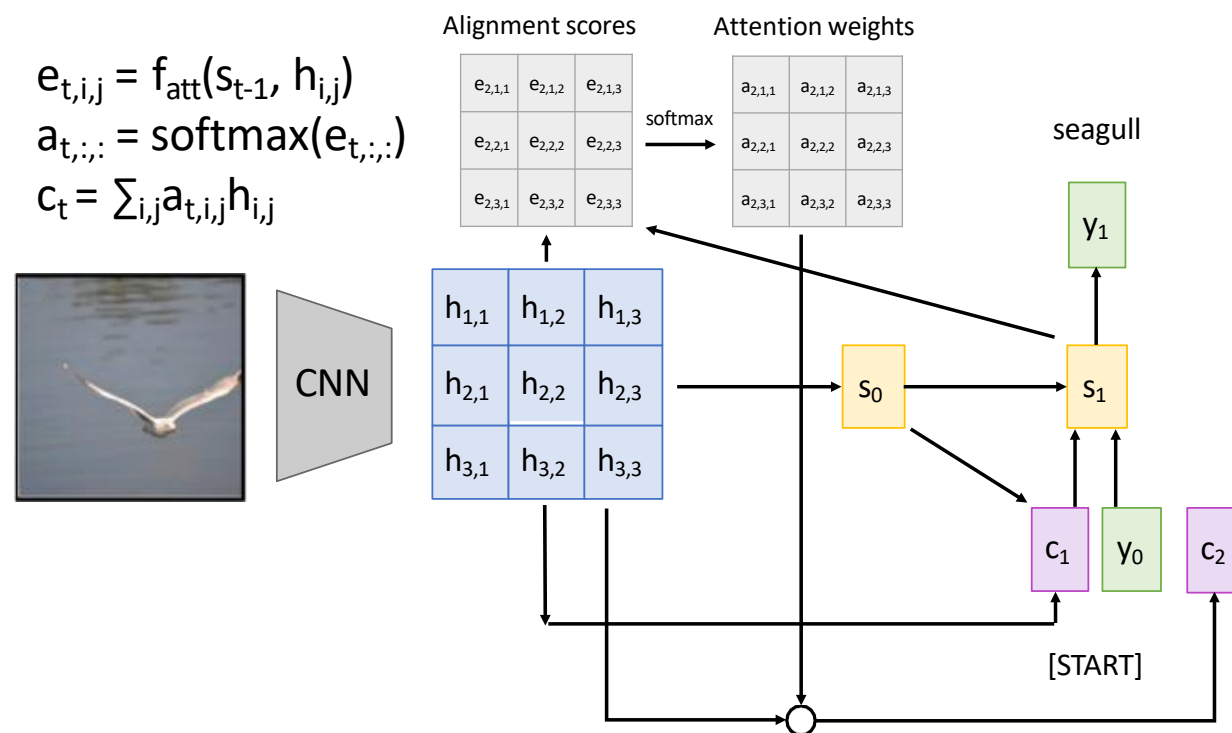 Alignment scores
Attention weights
e_{t,i,j} = f_{att}(s_{t-1}, h_{i,j})
a_{t,:,:} = softmax(e_{t,:,:})
c_t = ∑_{i,j}a_{t,i,j}h_{i,j}
e_{2,1,1} e_{2,1,2} e_{2,1,3}
e_{2,2,1} e_{2,2,2} e_{2,2,3}
e_{2,3,1} e_{2,3,2} e_{2,3,3}
softmax
a_{2,1,1} a_{2,1,2} a_{2,1,3}
a_{2,2,1} a_{2,2,2} a_{2,2,3}
a_{2,3,1} a_{2,3,2} a_{2,3,3}
seagull
y_1
CNN
h_{1,1} h_{1,2} h_{1,3}
h_{2,1} h_{2,2} h_{2,3}
h_{3,1} h_{3,2} h_{3,3}
s_0
s_1
c_1
y_0
c_2
[START]